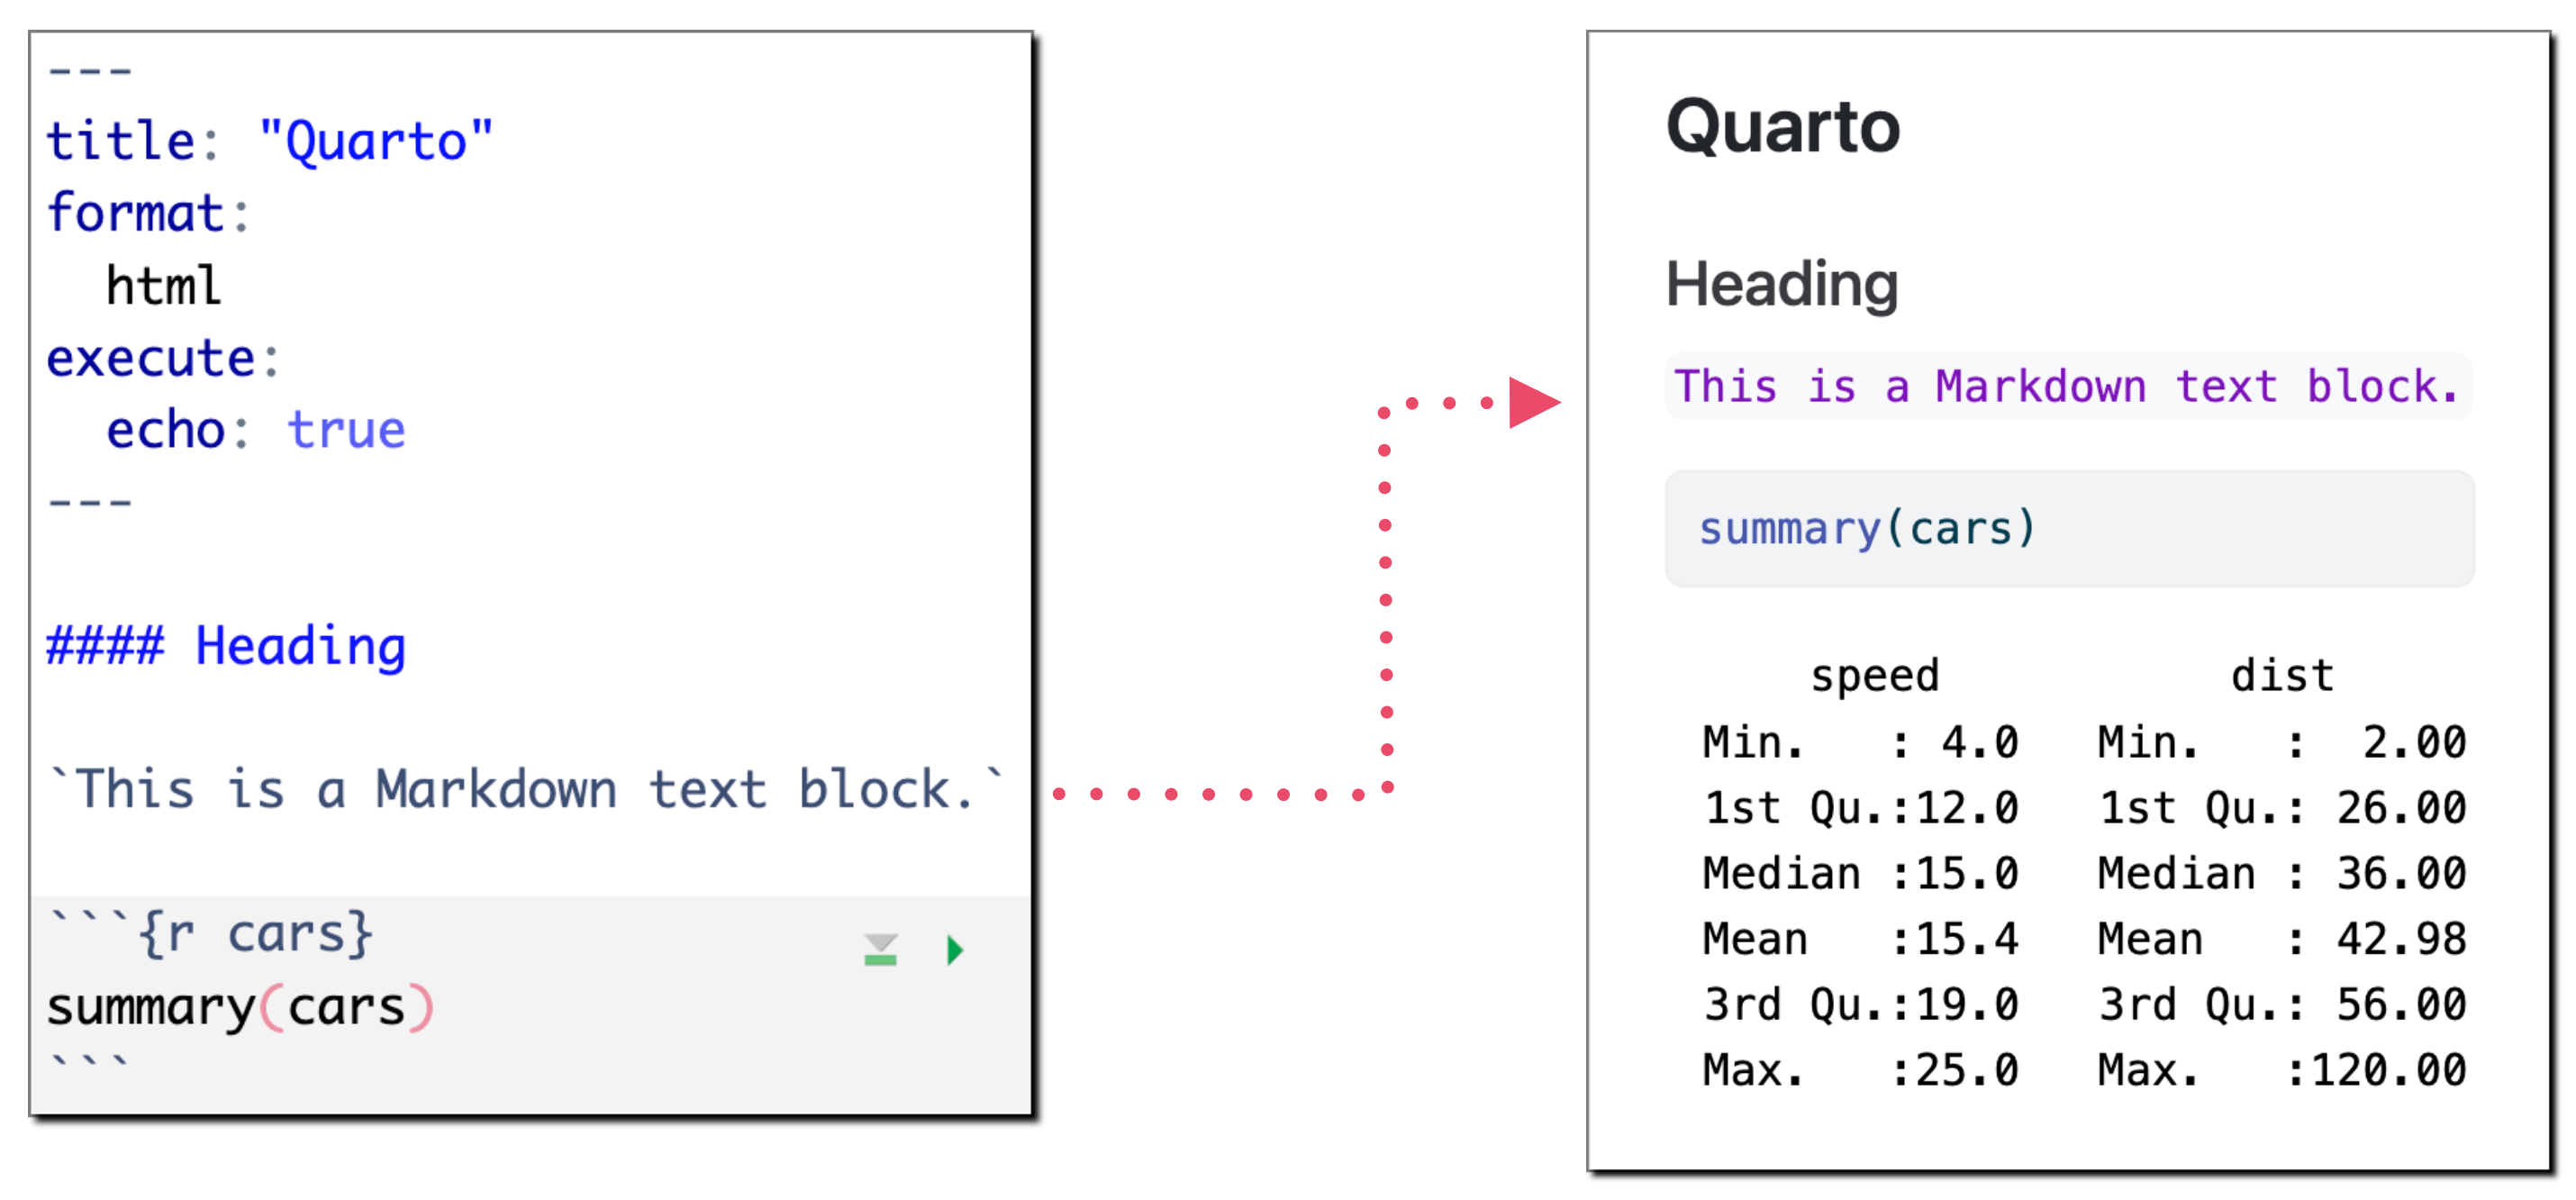 ---
title: "Quarto"
format:
  html
execute:
  echo: true
---
#### Heading
`This is a Markdown text block.`
```{r cars}
summary(cars)
```
Quarto
Heading
This is a Markdown text block.
summary(cars)
     speed           dist
 Min.   : 4.0   Min.   :  2.00
 1st Qu.:12.0   1st Qu.: 26.00
 Median :15.0   Median : 36.00
 Mean   :15.4   Mean   : 42.98
 3rd Qu.:19.0   3rd Qu.: 56.00
 Max.   :25.0   Max.   :120.00